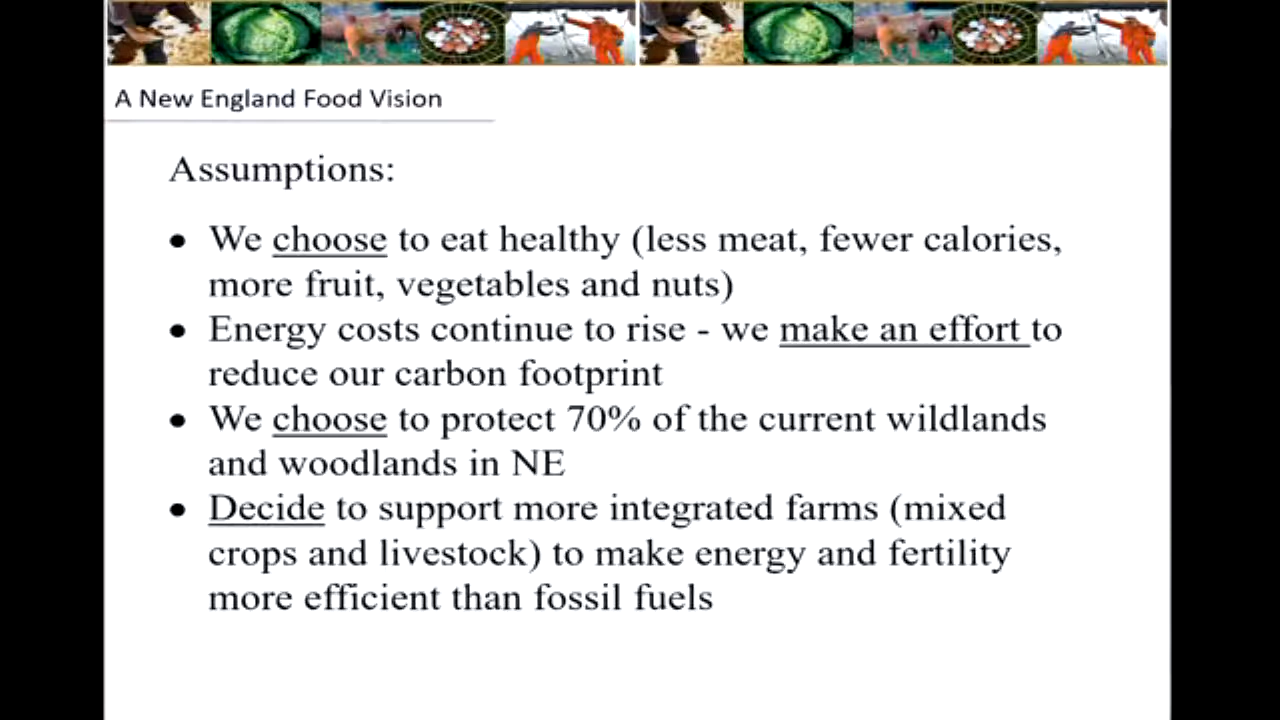 A New England Food Vision
Assumptions:
• We choose to eat healthy (less meat, fewer calories,
more fruit, vegetables and nuts)
• Energy costs continue to rise - we make an effort to
reduce our carbon footprint
• We choose to protect 70% of the current wildlands
and woodlands in NE
• Decide to support more integrated farms (mixed
crops and livestock) to make energy and fertility
more efficient than fossil fuels